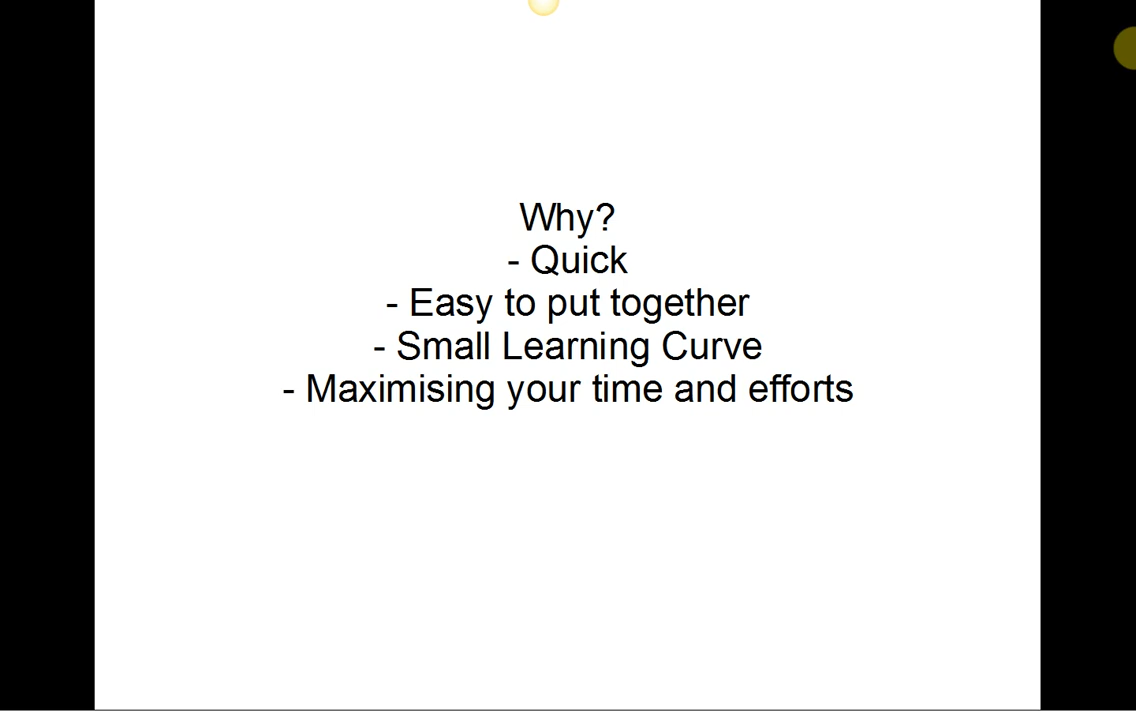 Why?
- Quick
- Easy to put together
- Small Learning Curve
- Maximising your time and efforts